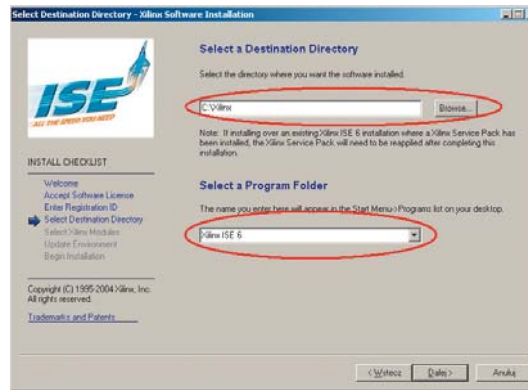 Select Destination Directory - Xilinx Software Installation
ISE
ALL THE SPEED YOU NEED
INSTALL CHECKLIST
Welcome
Accept Software License
Enter Registration ID
Select Destination Directory
Select Xilinx Modules
Update Environment
Begin Installation
Copyright (C) 1995-2004 Xilinx, Inc.
All rights reserved.
Trademarks and Patents
Select a Destination Directory
Select the directory where you want the software installed.
C:\Xilinx
Browse...
Note: If installing over an existing Xilinx ISE 6 installation where a Xilinx Service Pack has
been installed, the Xilinx Service Pack will need to be reapplied after completing this
installation.
Select a Program Folder
The name you enter here will appear in the Start Menu>Programs list on your desktop.
Xilinx ISE 6
< Wstecz
Dalej >
Anuluj